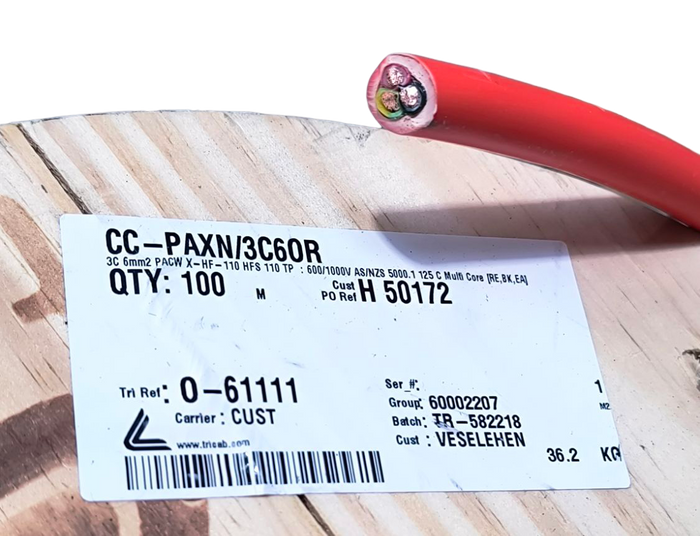 CC-PAXN/3C60R
3C 6mm2 PACW X-HF-110 HFS 110 TP : 600/1000V AS/NZS 5000.1 125 C Multi Core [RE,BK,EA]
QTY: 100 M Cust PO Ref H 50172
Tri Ref: O-61111
Carrier: CUST
www.tricab.com
Ser #: 1
Group: 60002207 M2
Batch: TR-582218
Cust : VESELEHEN
36.2 KG